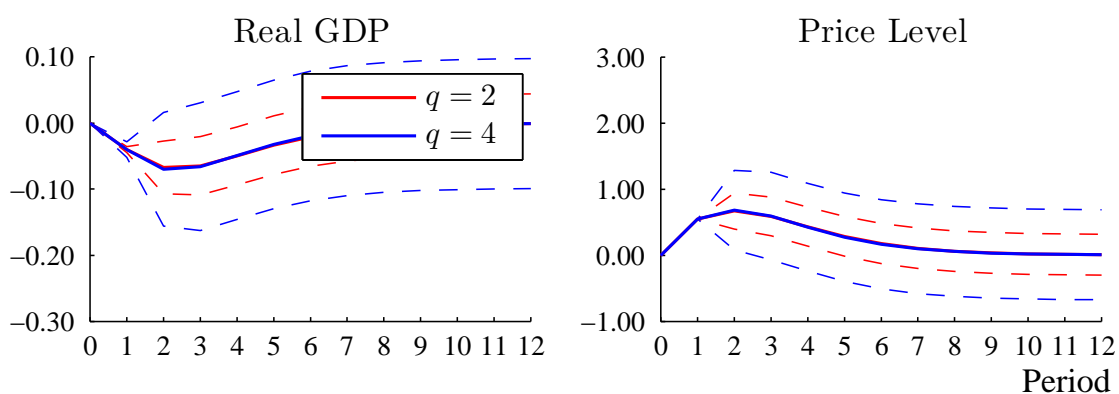 Real GDP
0.10
0.00
−0.10
−0.20
−0.30
0 1 2 3 4 5 6 7 8 9 10 11 12
q = 2
q = 4
Price Level
3.00
2.00
1.00
0.00
−1.00
0 1 2 3 4 5 6 7 8 9 10 11 12
Period